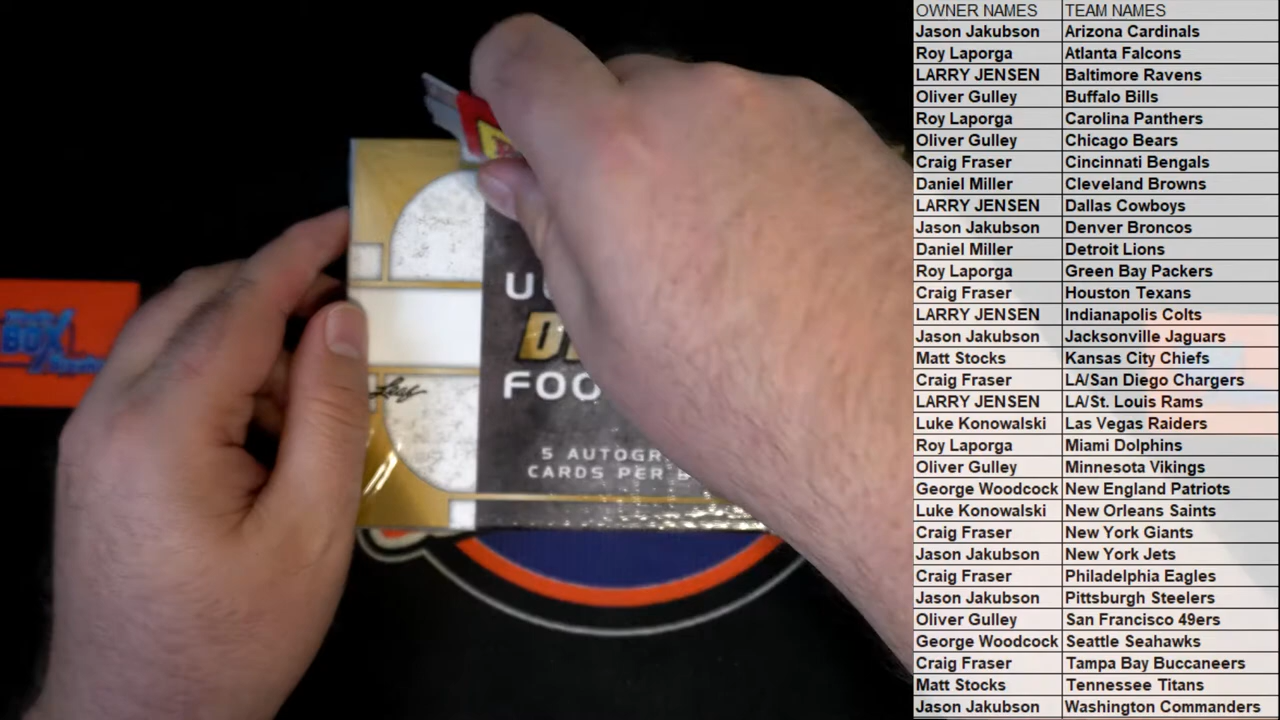 OWNER NAMES TEAM NAMES
Jason Jakubson Arizona Cardinals
Roy Laporga Atlanta Falcons
LARRY JENSEN Baltimore Ravens
Oliver Gulley Buffalo Bills
Roy Laporga Carolina Panthers
Oliver Gulley Chicago Bears
Craig Fraser Cincinnati Bengals
Daniel Miller Cleveland Browns
LARRY JENSEN Dallas Cowboys
Jason Jakubson Denver Broncos
Daniel Miller Detroit Lions
Roy Laporga Green Bay Packers
Craig Fraser Houston Texans
LARRY JENSEN Indianapolis Colts
Jason Jakubson Jacksonville Jaguars
Matt Stocks Kansas City Chiefs
Craig Fraser LA/San Diego Chargers
LARRY JENSEN LA/St. Louis Rams
Luke Konowalski Las Vegas Raiders
Roy Laporga Miami Dolphins
Oliver Gulley Minnesota Vikings
George Woodcock New England Patriots
Luke Konowalski New Orleans Saints
Craig Fraser New York Giants
Jason Jakubson New York Jets
Craig Fraser Philadelphia Eagles
Jason Jakubson Pittsburgh Steelers
Oliver Gulley San Francisco 49ers
George Woodcock Seattle Seahawks
Craig Fraser Tampa Bay Buccaneers
Matt Stocks Tennessee Titans
Jason Jakubson Washington Commanders
BOX
Leaf
U
D
FOO
5 AUTOGR
CARDS PER B